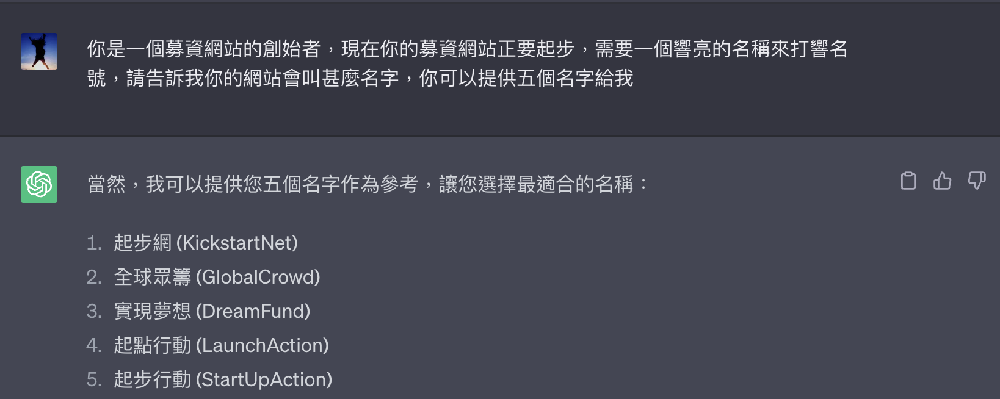 你是一個募資網站的創始者，現在你的募資網站正要起步，需要一個響亮的名稱來打響名
號，請告訴我你的網站會叫甚麼名字，你可以提供五個名字給我
當然，我可以提供您五個名字作為參考，讓您選擇最適合的名稱：
1. 起步網 (KickstartNet)
2. 全球眾籌 (GlobalCrowd)
3. 實現夢想 (DreamFund)
4. 起點行動 (LaunchAction)
5. 起步行動 (StartUpAction)